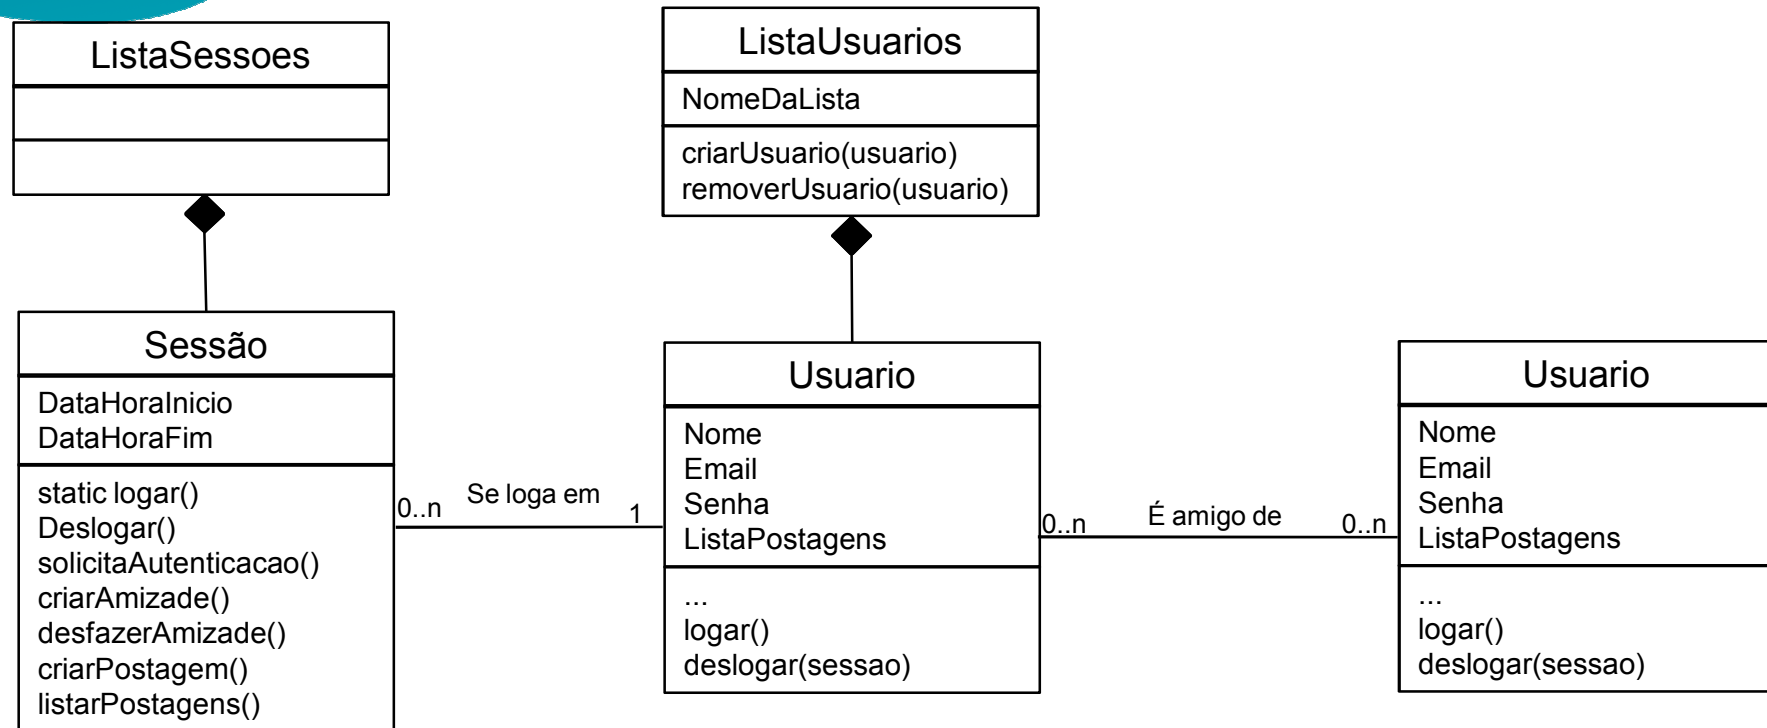 ListaSessoes
ListaUsuarios
NomeDaLista
criarUsuario(usuario)
removerUsuario(usuario)
Sessão
DataHoraInicio
DataHoraFim
static logar()
Deslogar()
solicitaAutenticacao()
criarAmizade()
desfazerAmizade()
criarPostagem()
listarPostagens()
0..n
Se loga em
1
Usuario
Nome
Email
Senha
ListaPostagens
...
logar()
deslogar(sessao)
0..n
É amigo de
0..n
Usuario
Nome
Email
Senha
ListaPostagens
...
logar()
deslogar(sessao)